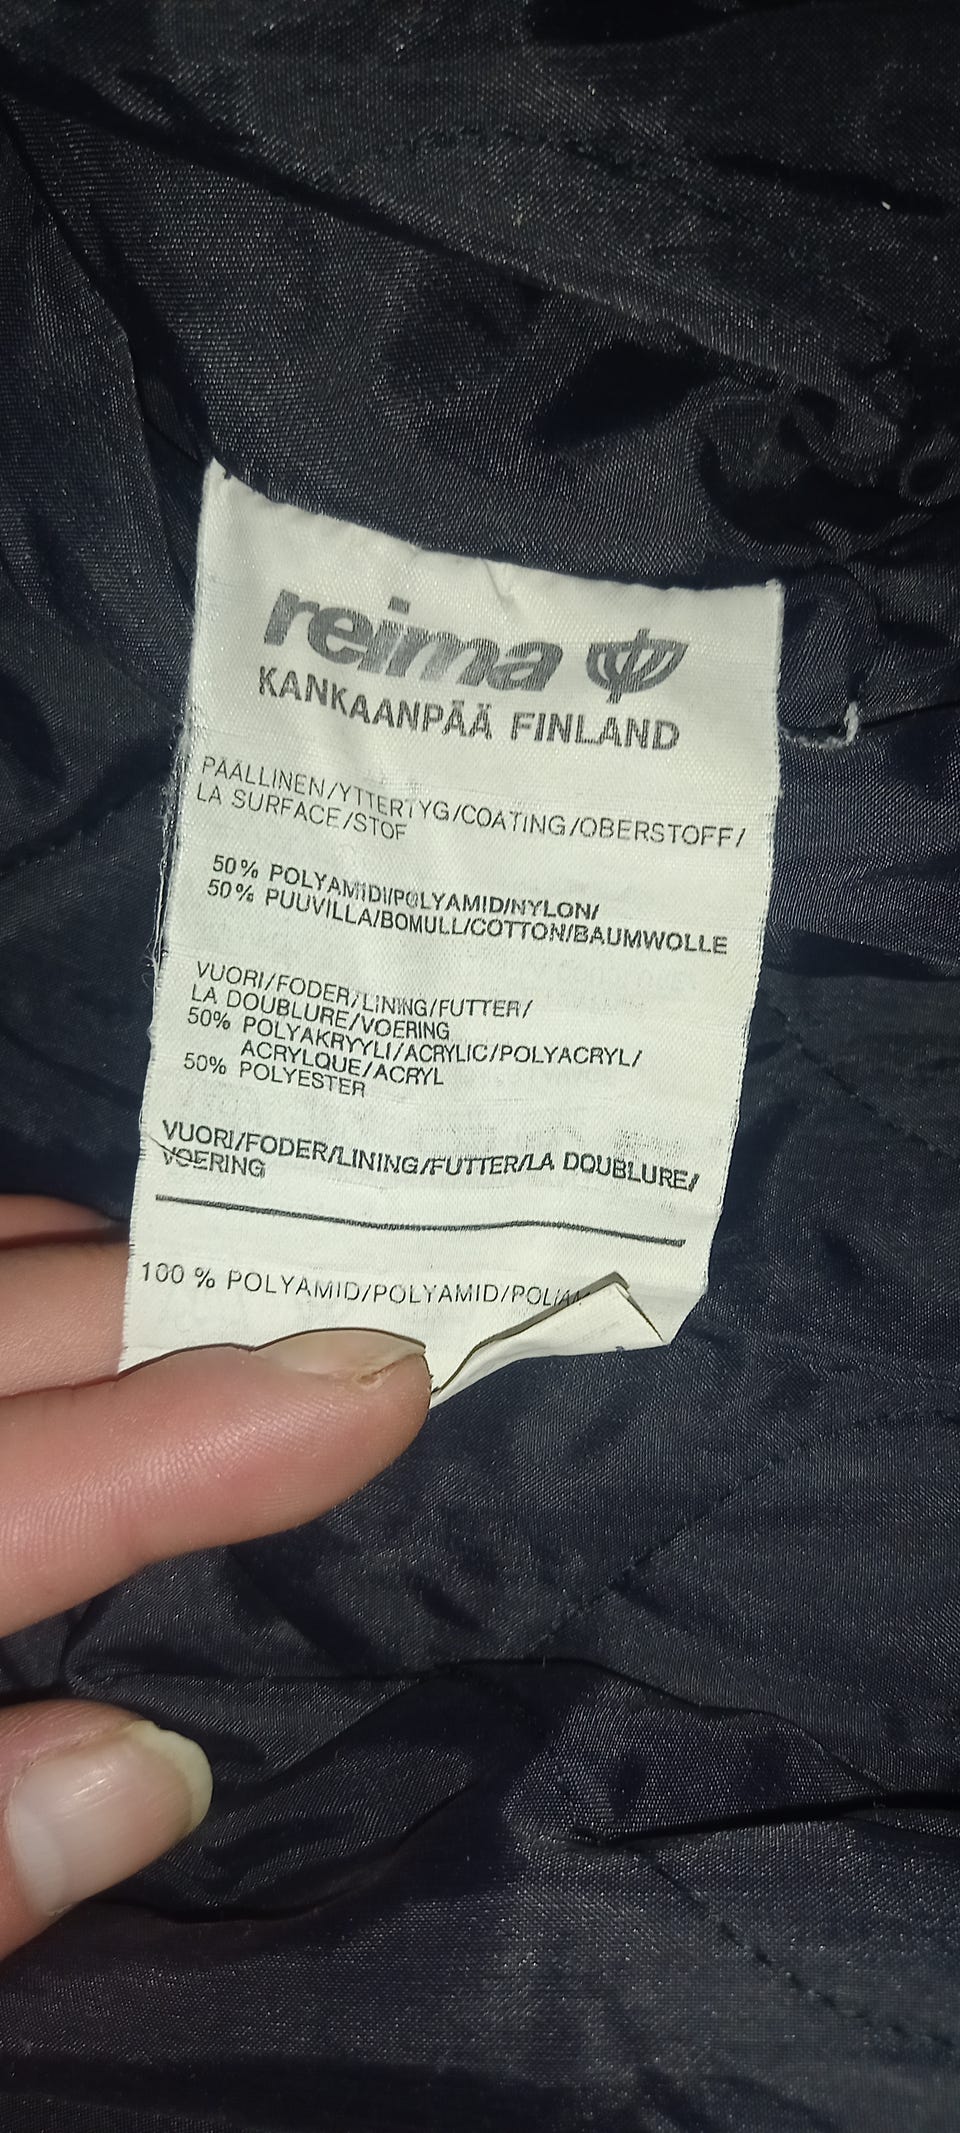 reima
KANKAANPÄÄ FINLAND
PÄÄLLINEN/YTTERTYG/COATING/OBERSTOFF/
LA SURFACE/STOF
50% POLYAMIDI/POLYAMID/NYLON/
50% PUUVILLA/BOMULL/COTTON/BAUMWOLLE
VUORI/FODER/LINING/FUTTER/
LA DOUBLURE/VOERING
50% POLYAKRYYLI/ACRYLIC/POLYACRYL/
ACRYLQUE/ACRYL
50% POLYESTER
VUORI/FODER/LINING/FUTTER/LA DOUBLURE/
VOERING
100 % POLYAMID/POLYAMID/